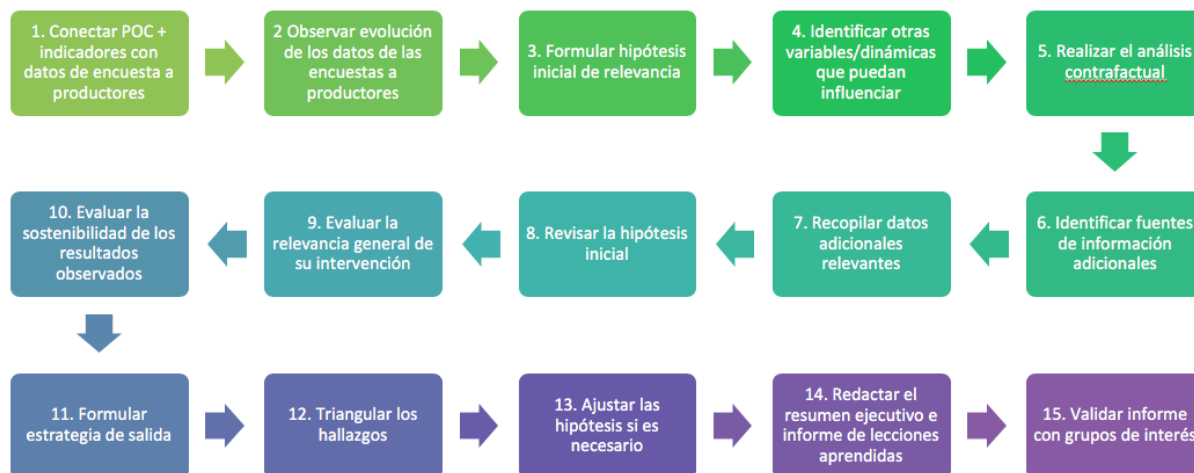 1. Conectar POC +
indicadores con
datos de encuesta a
productores
2 Observar evolución
de los datos de las
encuestas a
productores
3. Formular hipótesis
inicial de relevancia
4. Identificar otras
variables/dinámicas
que puedan
influenciar
5. Realizar el análisis
contrafactual
10. Evaluar la
sostenibilidad de los
resultados
observados
9. Evaluar la
relevancia general de
su intervención
8. Revisar la hipótesis
inicial
7. Recopilar datos
adicionales
relevantes
6. Identificar fuentes
de información
adicionales
11. Formular
estrategia de salida
12. Triangular los
hallazgos
13. Ajustar las
hipótesis si es
necesario
14. Redactar el
resumen ejecutivo e
informe de lecciones
aprendidas
15. Validar informe
con grupos de interés